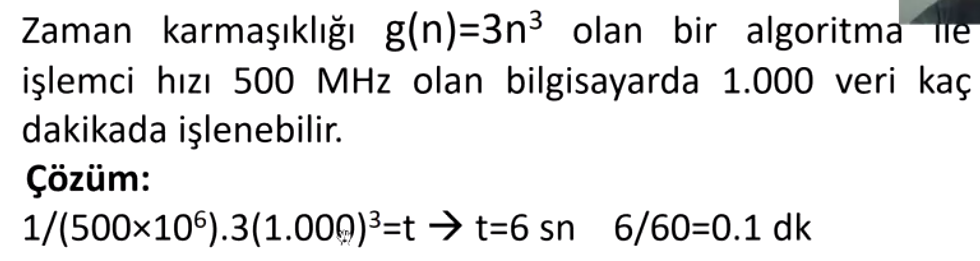 Zaman karmaşıklığı g(n)=3n³ olan bir algoritma ile
işlemci hızı 500 MHz olan bilgisayarda 1.000 veri kaç
dakikada işlenebilir.
Çözüm:
1/(500×10⁶).3(1.000)³=t → t=6 sn 6/60=0.1 dk